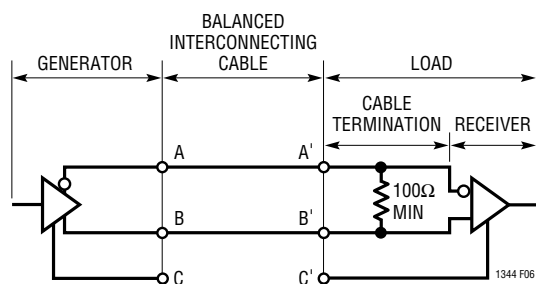 BALANCED
INTERCONNECTING
CABLE
GENERATOR
LOAD
CABLE
TERMINATION
RECEIVER
A
A'
100Ω
MIN
B
B'
C
C'
1344 F06